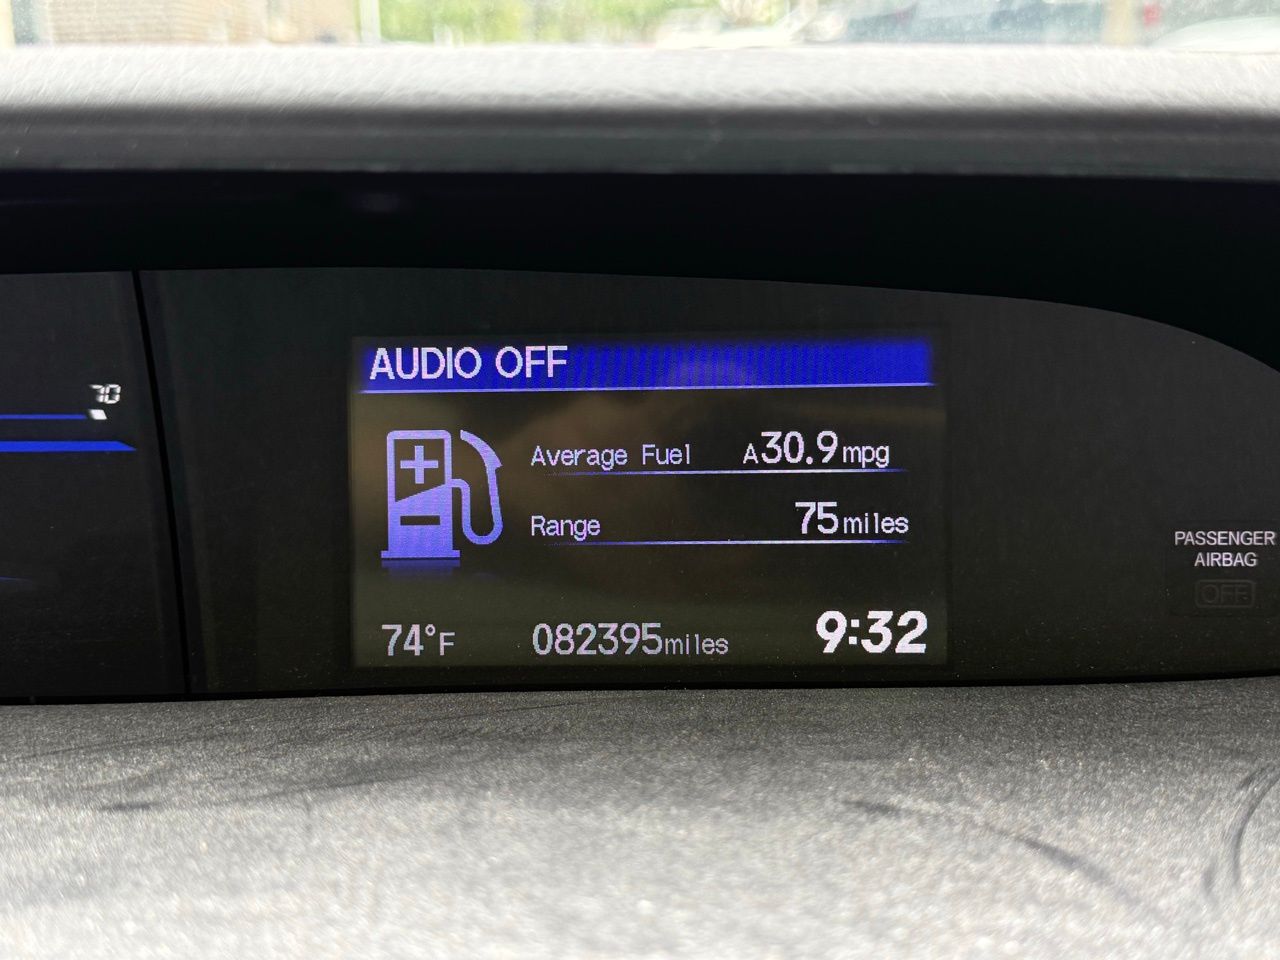 AUDIO OFF
70
Average Fuel A30.9mpg
Range 75miles
PASSENGER
AIRBAG
OFF
74°F 082395miles 9:32